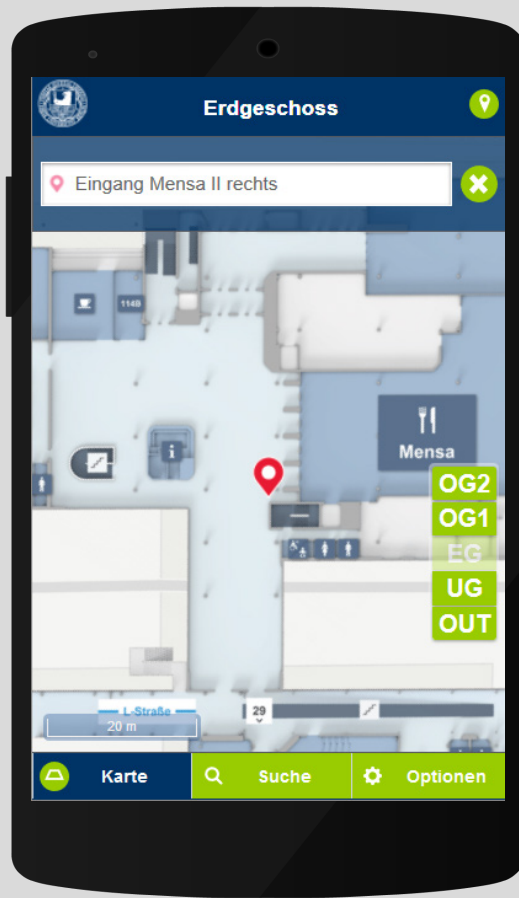 Erdgeschoss
Eingang Mensa II rechts
114B
i
Mensa
OG2
OG1
EG
UG
OUT
L-Straße
29
20 m
Karte
Suche
Optionen